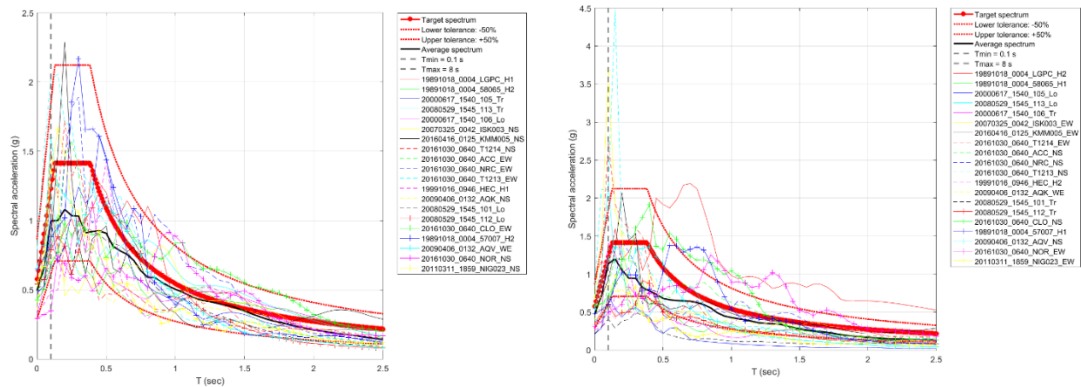 2.5
2
1.5
1
0.5
0
Spectral acceleration (g)
0
0.5
1
1.5
2
2.5
T (sec)
Target spectrum
Lower tolerance: -50%
Upper tolerance: +50%
Average spectrum
Tmin = 0.1 s
Tmax = 8 s
19891018_0004_LGPC_H1
19891018_0004_58065_H2
20000617_1540_105_Tr
20080529_1545_113_Tr
20000617_1540_106_Lo
20070325_0042_ISK003_NS
20160416_0125_KMM005_NS
20161030_0640_T1214_NS
20161030_0640_ACC_EW
20161030_0640_NRC_EW
20161030_0640_T1213_EW
19991016_0946_HEC_H1
20090406_0132_AQK_NS
20080529_1545_101_Lo
20080529_1545_112_Lo
20161030_0640_CLO_EW
19891018_0004_57007_H2
20090406_0132_AQV_WE
20161030_0640_NOR_NS
20110311_1859_NIG023_NS
4.5
4
3.5
3
2.5
2
1.5
1
0.5
0
Spectral acceleration (g)
0
0.5
1
1.5
2
2.5
T (sec)
Target spectrum
Lower tolerance: -50%
Upper tolerance: +50%
Average spectrum
Tmin = 0.1 s
Tmax = 8 s
19891018_0004_LGPC_H2
19891018_0004_58065_H1
20000617_1540_105_Lo
20080529_1545_113_Lo
20000617_1540_106_Tr
20070325_0042_ISK003_EW
20160416_0125_KMM005_EW
20161030_0640_T1214_EW
20161030_0640_ACC_NS
20161030_0640_NRC_NS
20161030_0640_T1213_NS
19991016_0946_HEC_H2
20090406_0132_AQK_WE
20080529_1545_101_Tr
20080529_1545_112_Tr
20161030_0640_CLO_NS
19891018_0004_57007_H1
20090406_0132_AQV_NS
20161030_0640_NOR_EW
20110311_1859_NIG023_EW